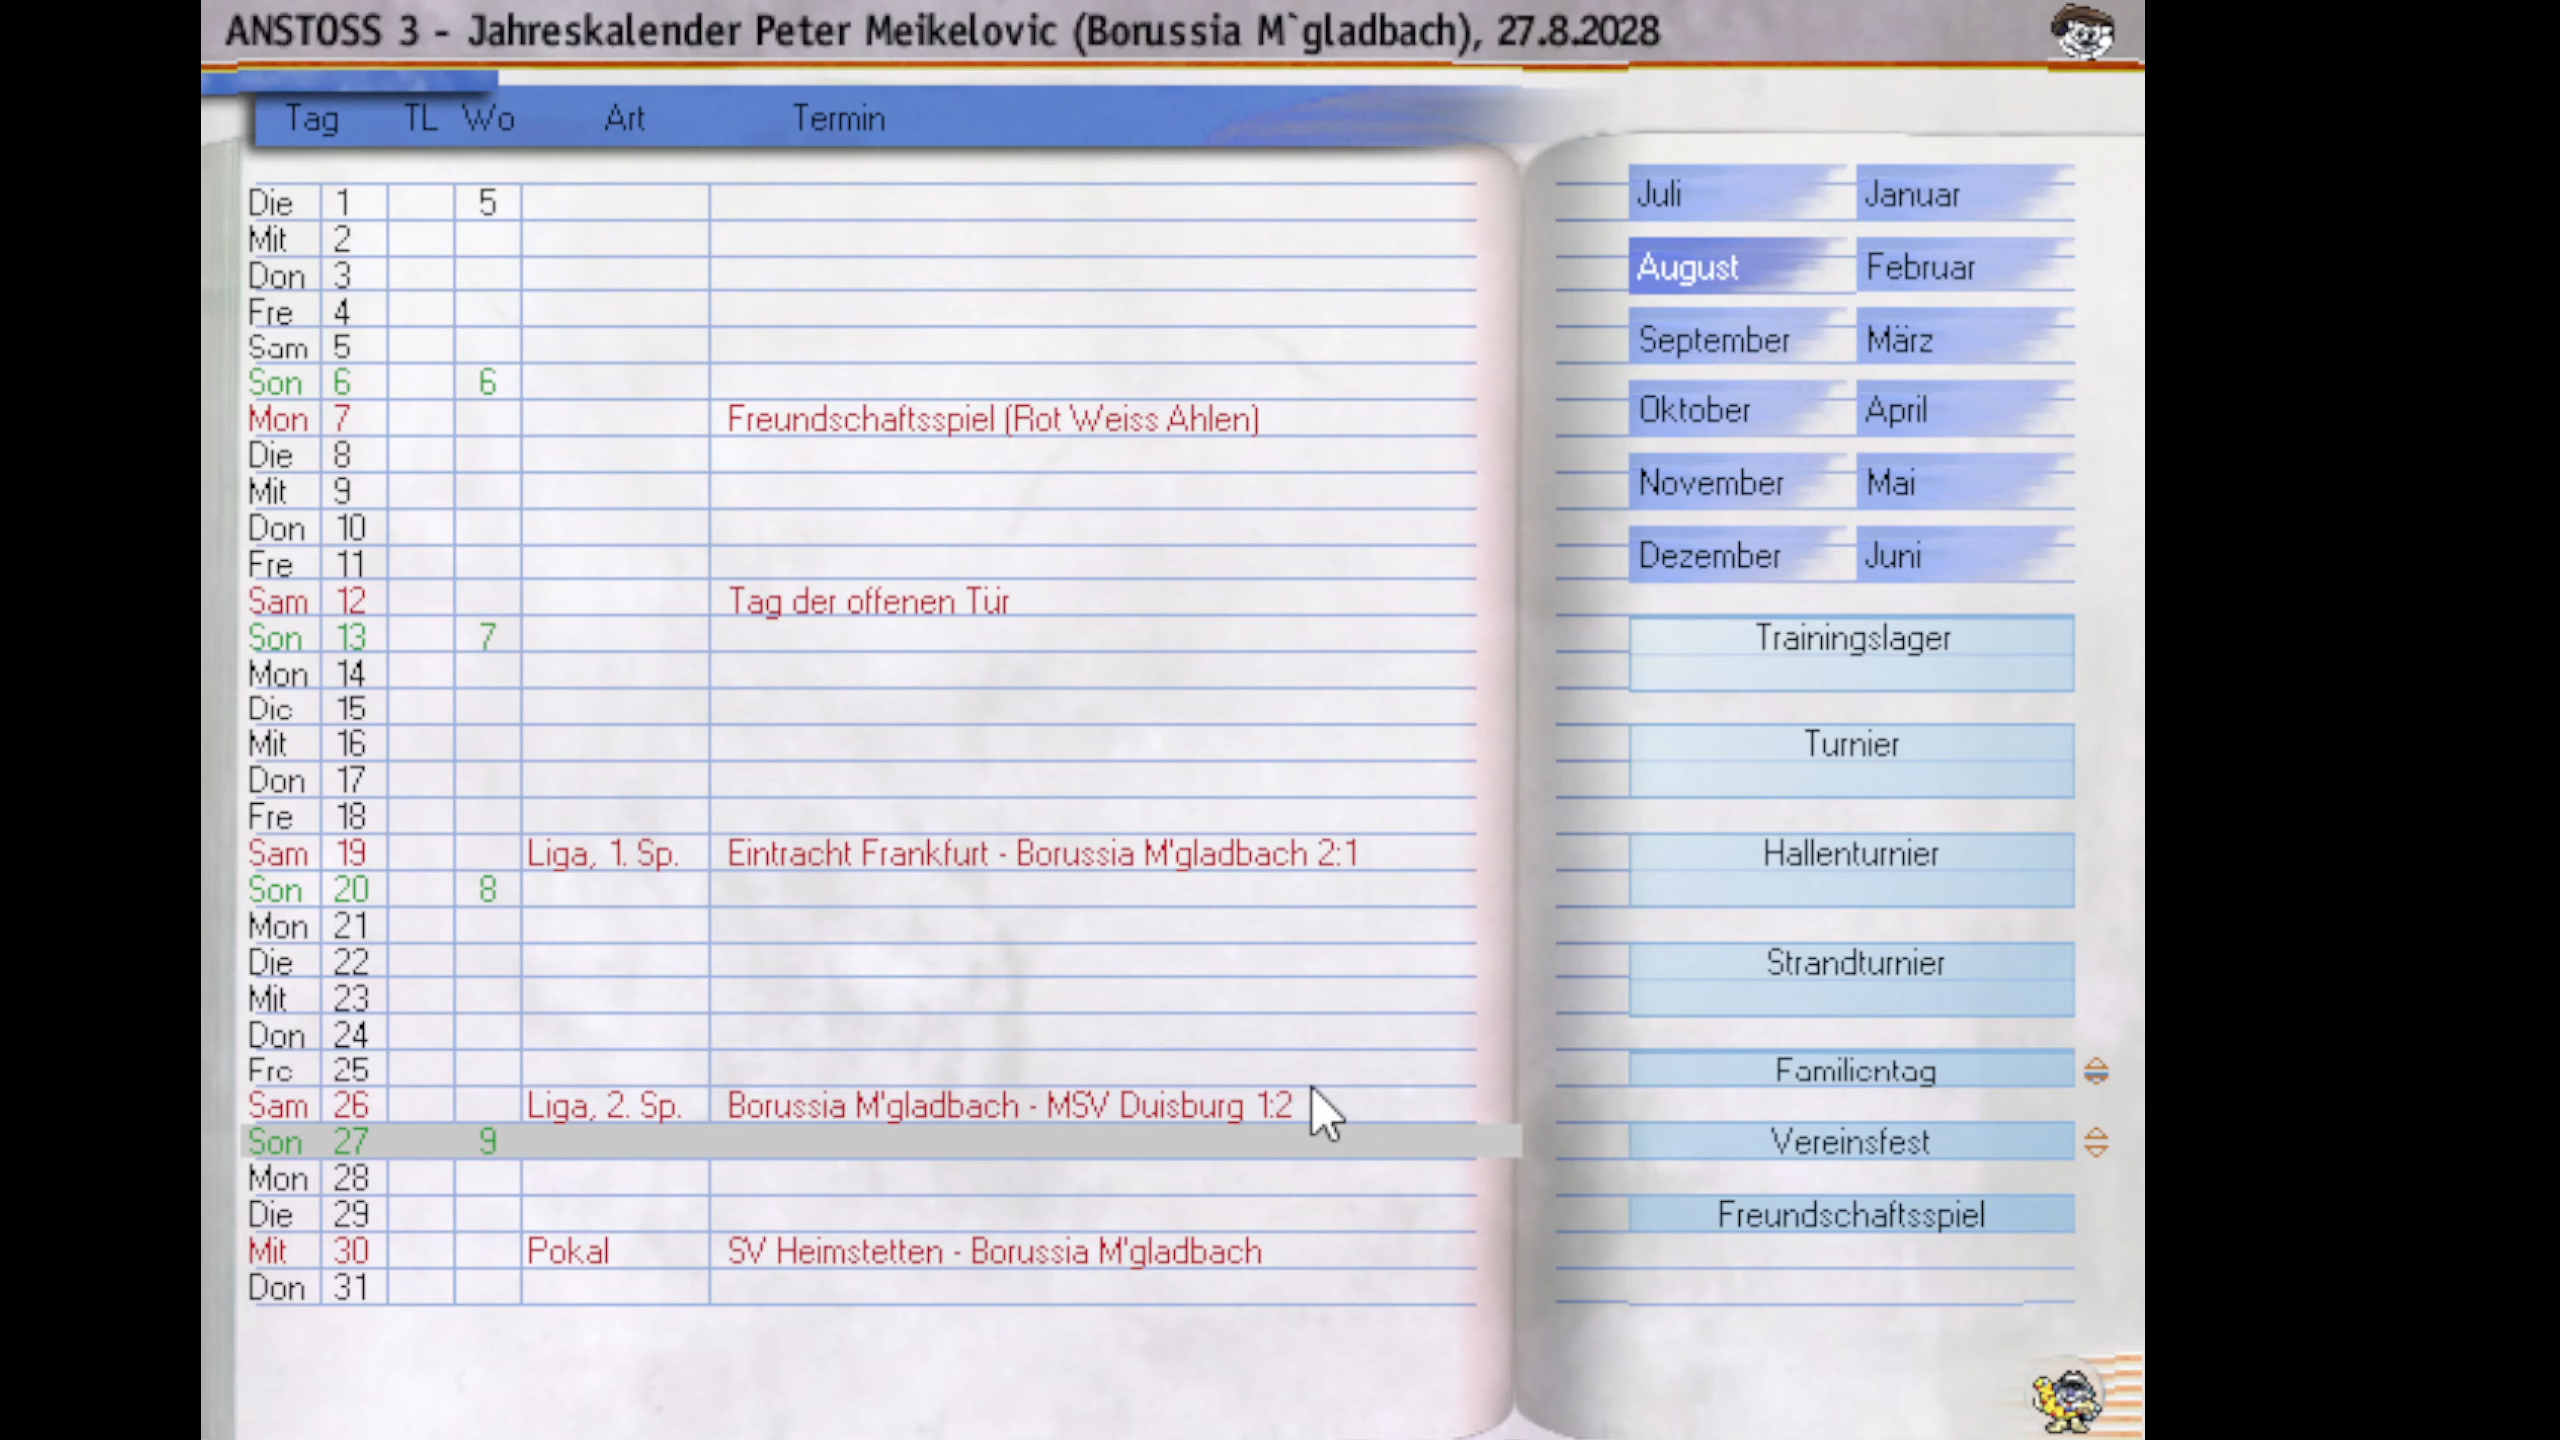 ANSTOSS 3 - Jahreskalender Peter Meikelovic (Borussia M`gladbach), 27.8.2028
Tag TL Wo Art Termin
Die 1 5
Mit 2
Don 3
Fre 4
Sam 5
Son 6 6
Mon 7 Freundschaftsspiel (Rot Weiss Ahlen)
Die 8
Mit 9
Don 10
Fre 11
Sam 12 Tag der offenen Tür
Son 13 7
Mon 14
Die 15
Mit 16
Don 17
Fre 18
Sam 19 Liga, 1. Sp. Eintracht Frankfurt - Borussia M'gladbach 2:1
Son 20 8
Mon 21
Die 22
Mit 23
Don 24
Fre 25
Sam 26 Liga, 2. Sp. Borussia M'gladbach - MSV Duisburg 1:2
Son 27 9
Mon 28
Die 29
Mit 30 Pokal SV Heimstetten - Borussia M'gladbach
Don 31
Juli Januar
August Februar
September März
Oktober April
November Mai
Dezember Juni
Trainingslager
Turnier
Hallenturnier
Strandturnier
Familientag
Vereinsfest
Freundschaftsspiel